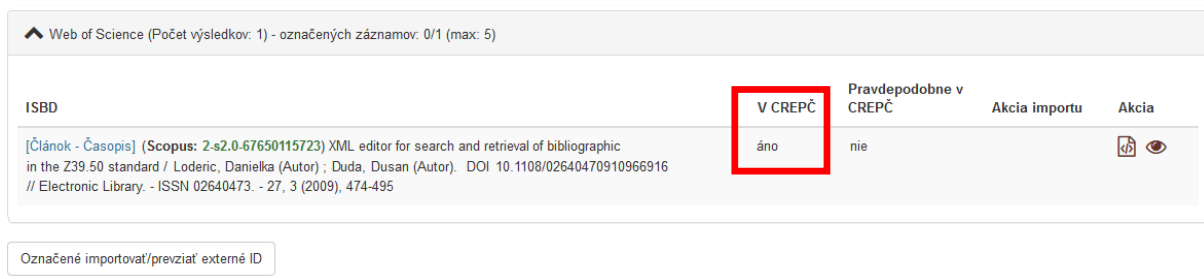 Web of Science (Počet výsledkov: 1) - označených záznamov: 0/1 (max: 5)
ISBD
V CREPČ
Pravdepodobne v
CREPČ
Akcia importu
Akcia
[Článok - Časopis] (Scopus: 2-s2.0-67650115723) XML editor for search and retrieval of bibliographic
in the Z39.50 standard / Loderic, Danielka (Autor) ; Duda, Dusan (Autor). DOI 10.1108/02640470910966916
// Electronic Library. - ISSN 02640473. - 27, 3 (2009), 474-495
áno
nie
Označené importovať/prevziať externé ID